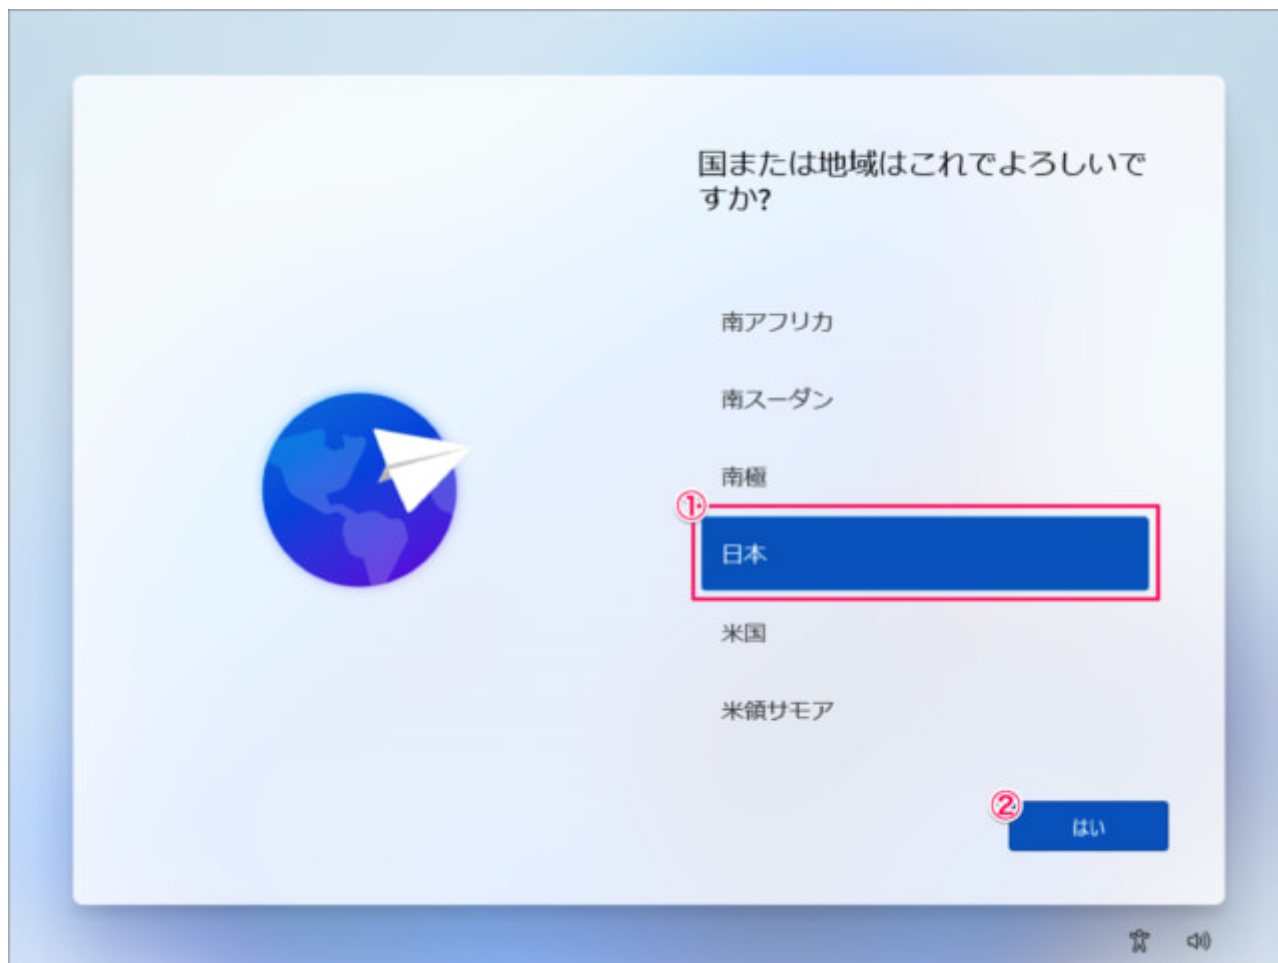 国または地域はこれでよろしいで
すか?
南アフリカ
南スーダン
南極
①
日本
米国
米領サモア
②
はい